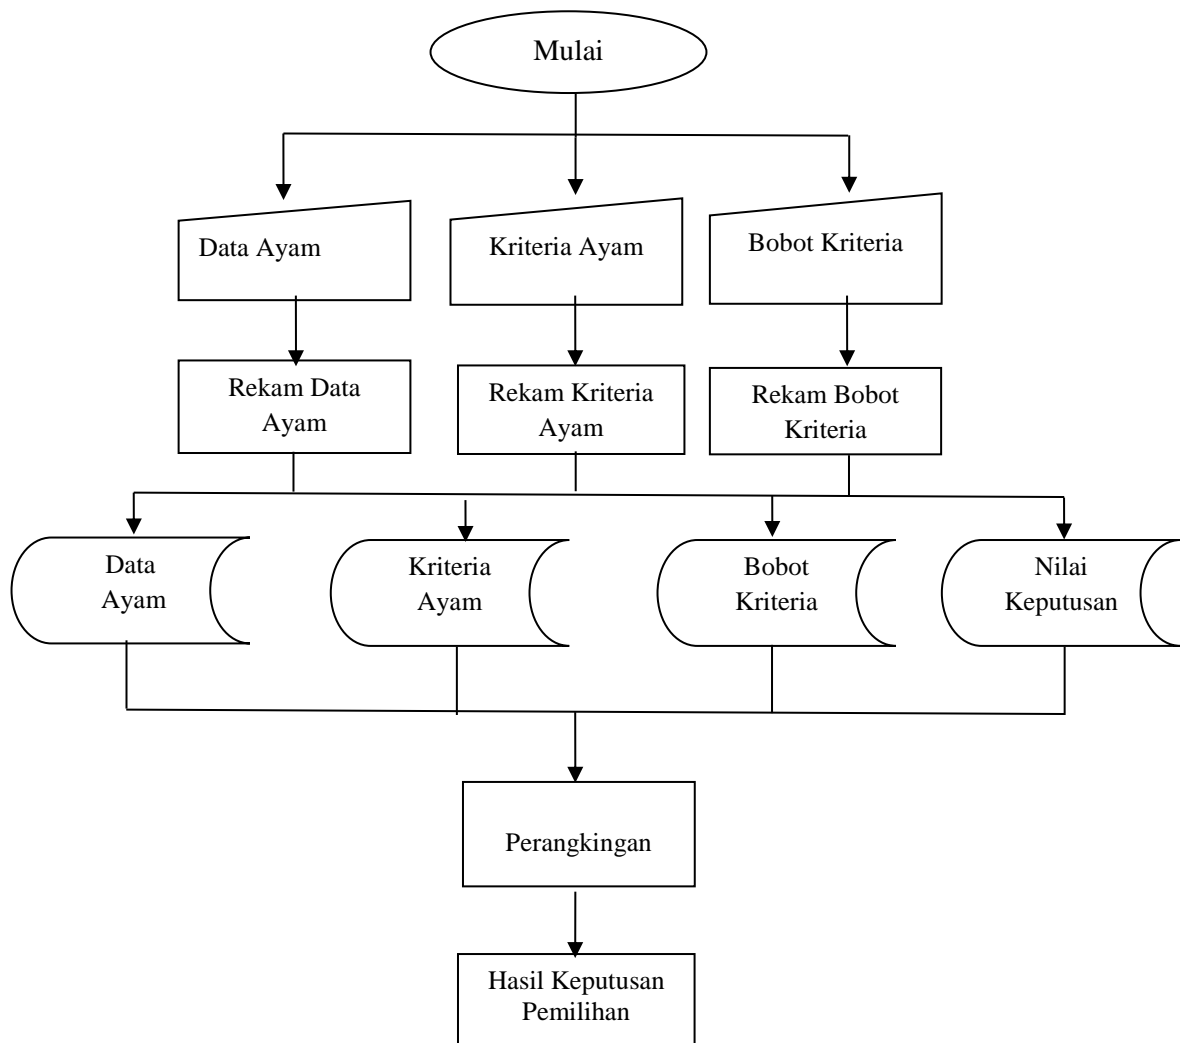 Mulai
Data Ayam
Kriteria Ayam
Bobot Kriteria
Rekam Data
Ayam
Rekam Kriteria
Ayam
Rekam Bobot
Kriteria
Data
Ayam
Kriteria
Ayam
Bobot
Kriteria
Nilai
Keputusan
Perangkingan
Hasil Keputusan
Pemilihan